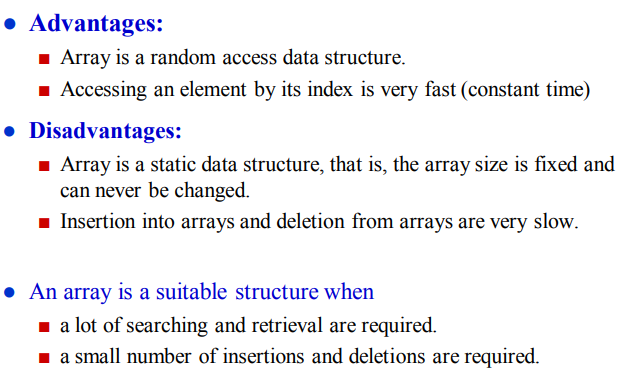 Advantages:
Array is a random access data structure.
Accessing an element by its index is very fast (constant time)
Disadvantages:
Array is a static data structure, that is, the array size is fixed and
can never be changed.
Insertion into arrays and deletion from arrays are very slow.
An array is a suitable structure when
a lot of searching and retrieval are required.
a small number of insertions and deletions are required.